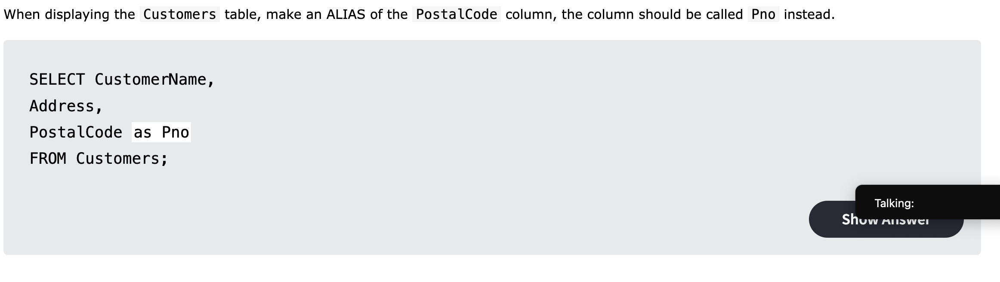 When displaying the Customers table, make an ALIAS of the PostalCode column, the column should be called Pno instead.
SELECT CustomerName,
Address,
PostalCode as Pno
FROM Customers;
Talking:
Show Answer